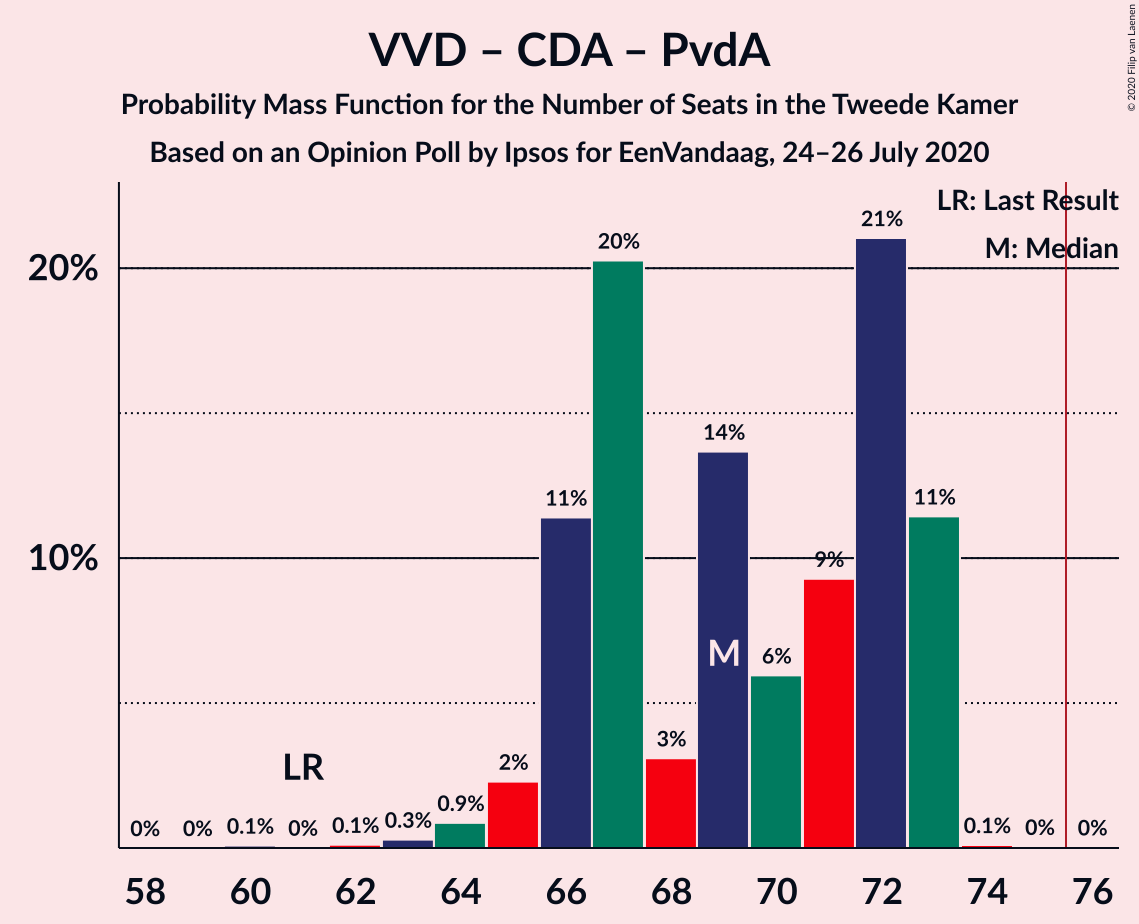 VVD – CDA – PvdA
Probability Mass Function for the Number of Seats in the Tweede Kamer
Based on an Opinion Poll by Ipsos for EenVandaag, 24–26 July 2020
© 2020 Filip van Laenen
LR: Last Result
M: Median
20%
10%
0%
0%
0.1%
0%
0.1%
0.3%
0.9%
2%
11%
20%
3%
14%
6%
9%
21%
11%
0.1%
0%
0%
LR
M
58 60 62 64 66 68 70 72 74 76